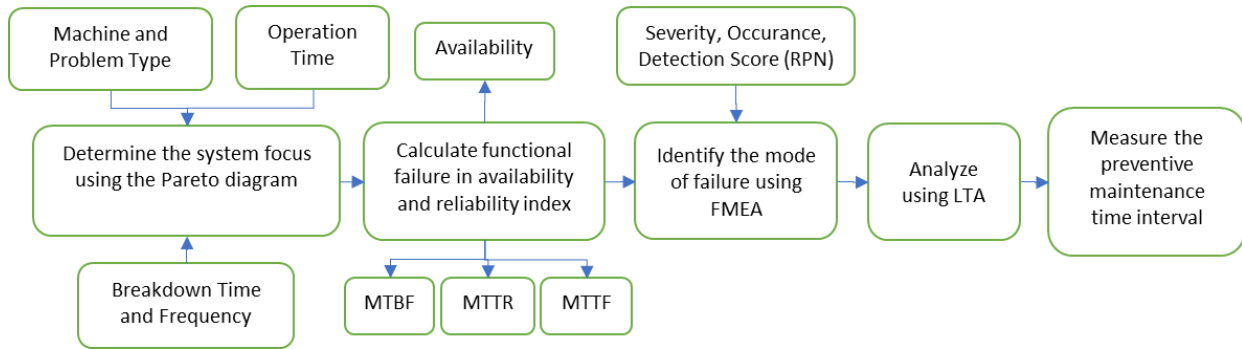 Machine and
Problem Type
Operation
Time
Availability
Severity, Occurance,
Detection Score (RPN)
Determine the system focus
using the Pareto diagram
Calculate functional
failure in availability
and reliability index
Identify the mode
of failure using
FMEA
Analyze
using LTA
Measure the
preventive
maintenance
time interval
Breakdown Time
and Frequency
MTBF
MTTR
MTTF